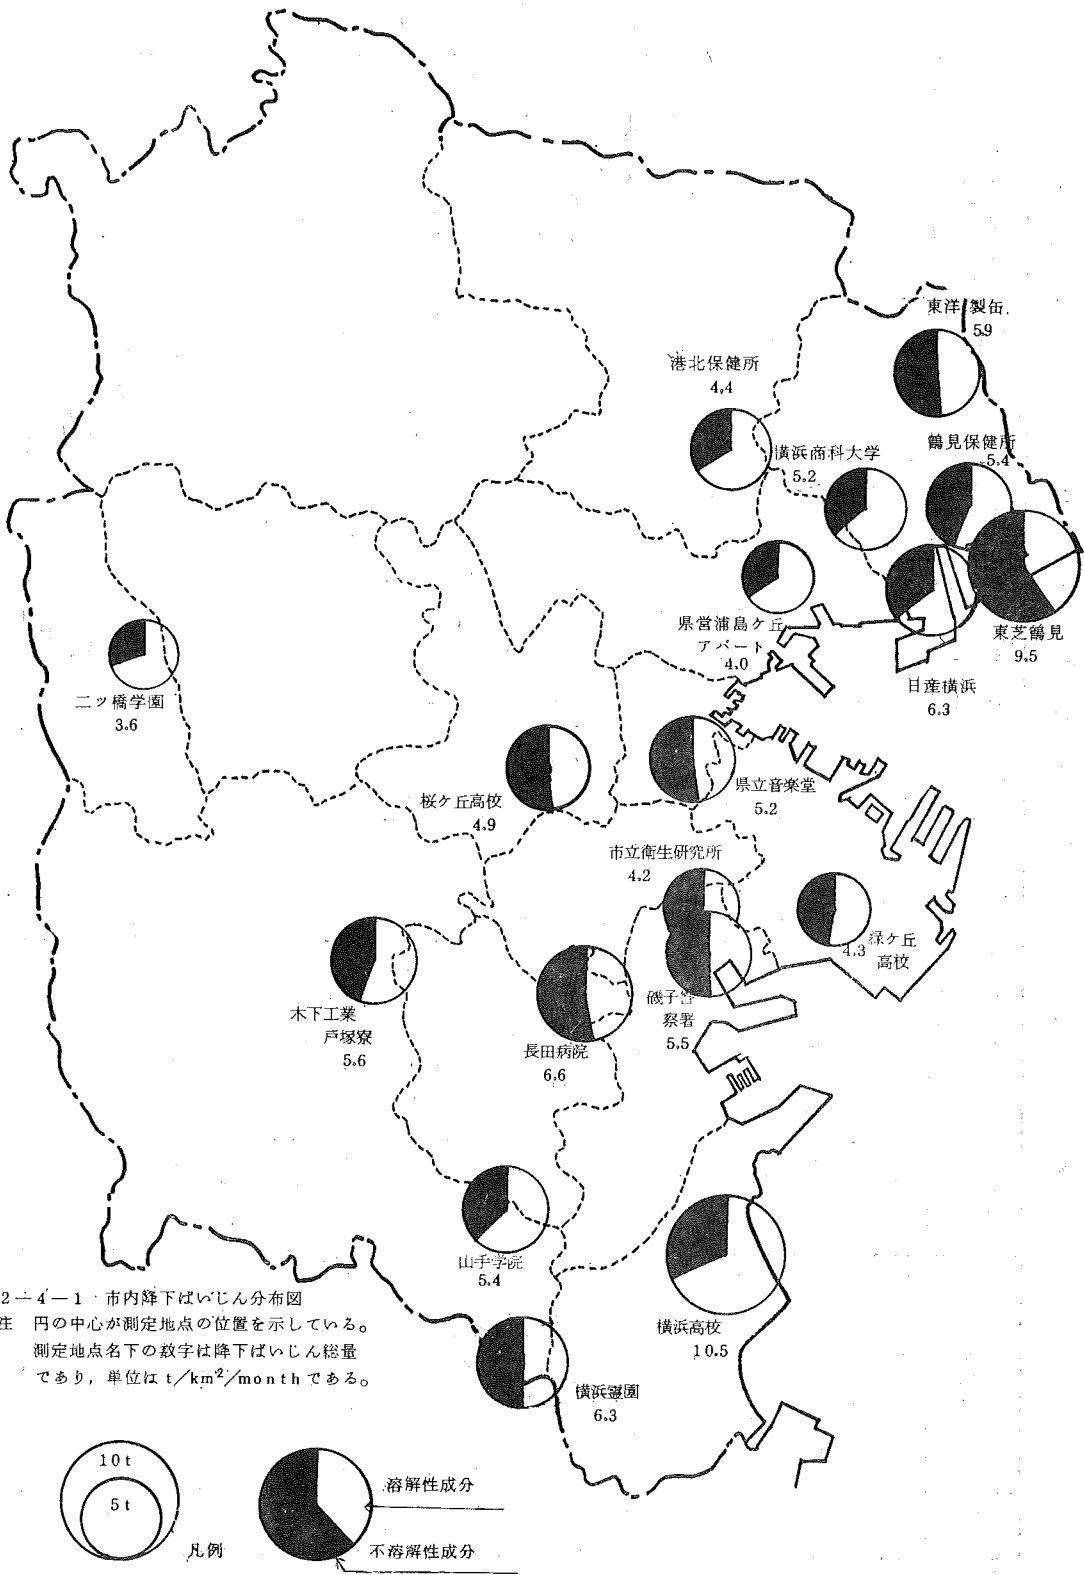 東洋製缶
5.9
港北保健所
4.4
鶴見保健所
5.4
横浜商科大学
5.2
県営浦島ケ丘
アパート
4.0
東芝鶴見
9.5
日産横浜
6.3
二ツ橋学園
3.6
桜ケ丘高校
4.9
県立音楽堂
5.2
市立衛生研究所
4.2
緑ケ丘
高校
4.3
木下工業
戸塚寮
5.6
長田病院
6.6
磯子
察署
5.5
山手学院
5.4
横浜高校
10.5
横浜霊園
6.3
2-4-1 市内降下ばいじん分布図
円の中心が測定地点の位置を示している。
測定地点名下の数字は降下ばいじん総量
であり，単位は t/km²/month である。
10t
5t
凡例
溶解性成分
不溶解性成分